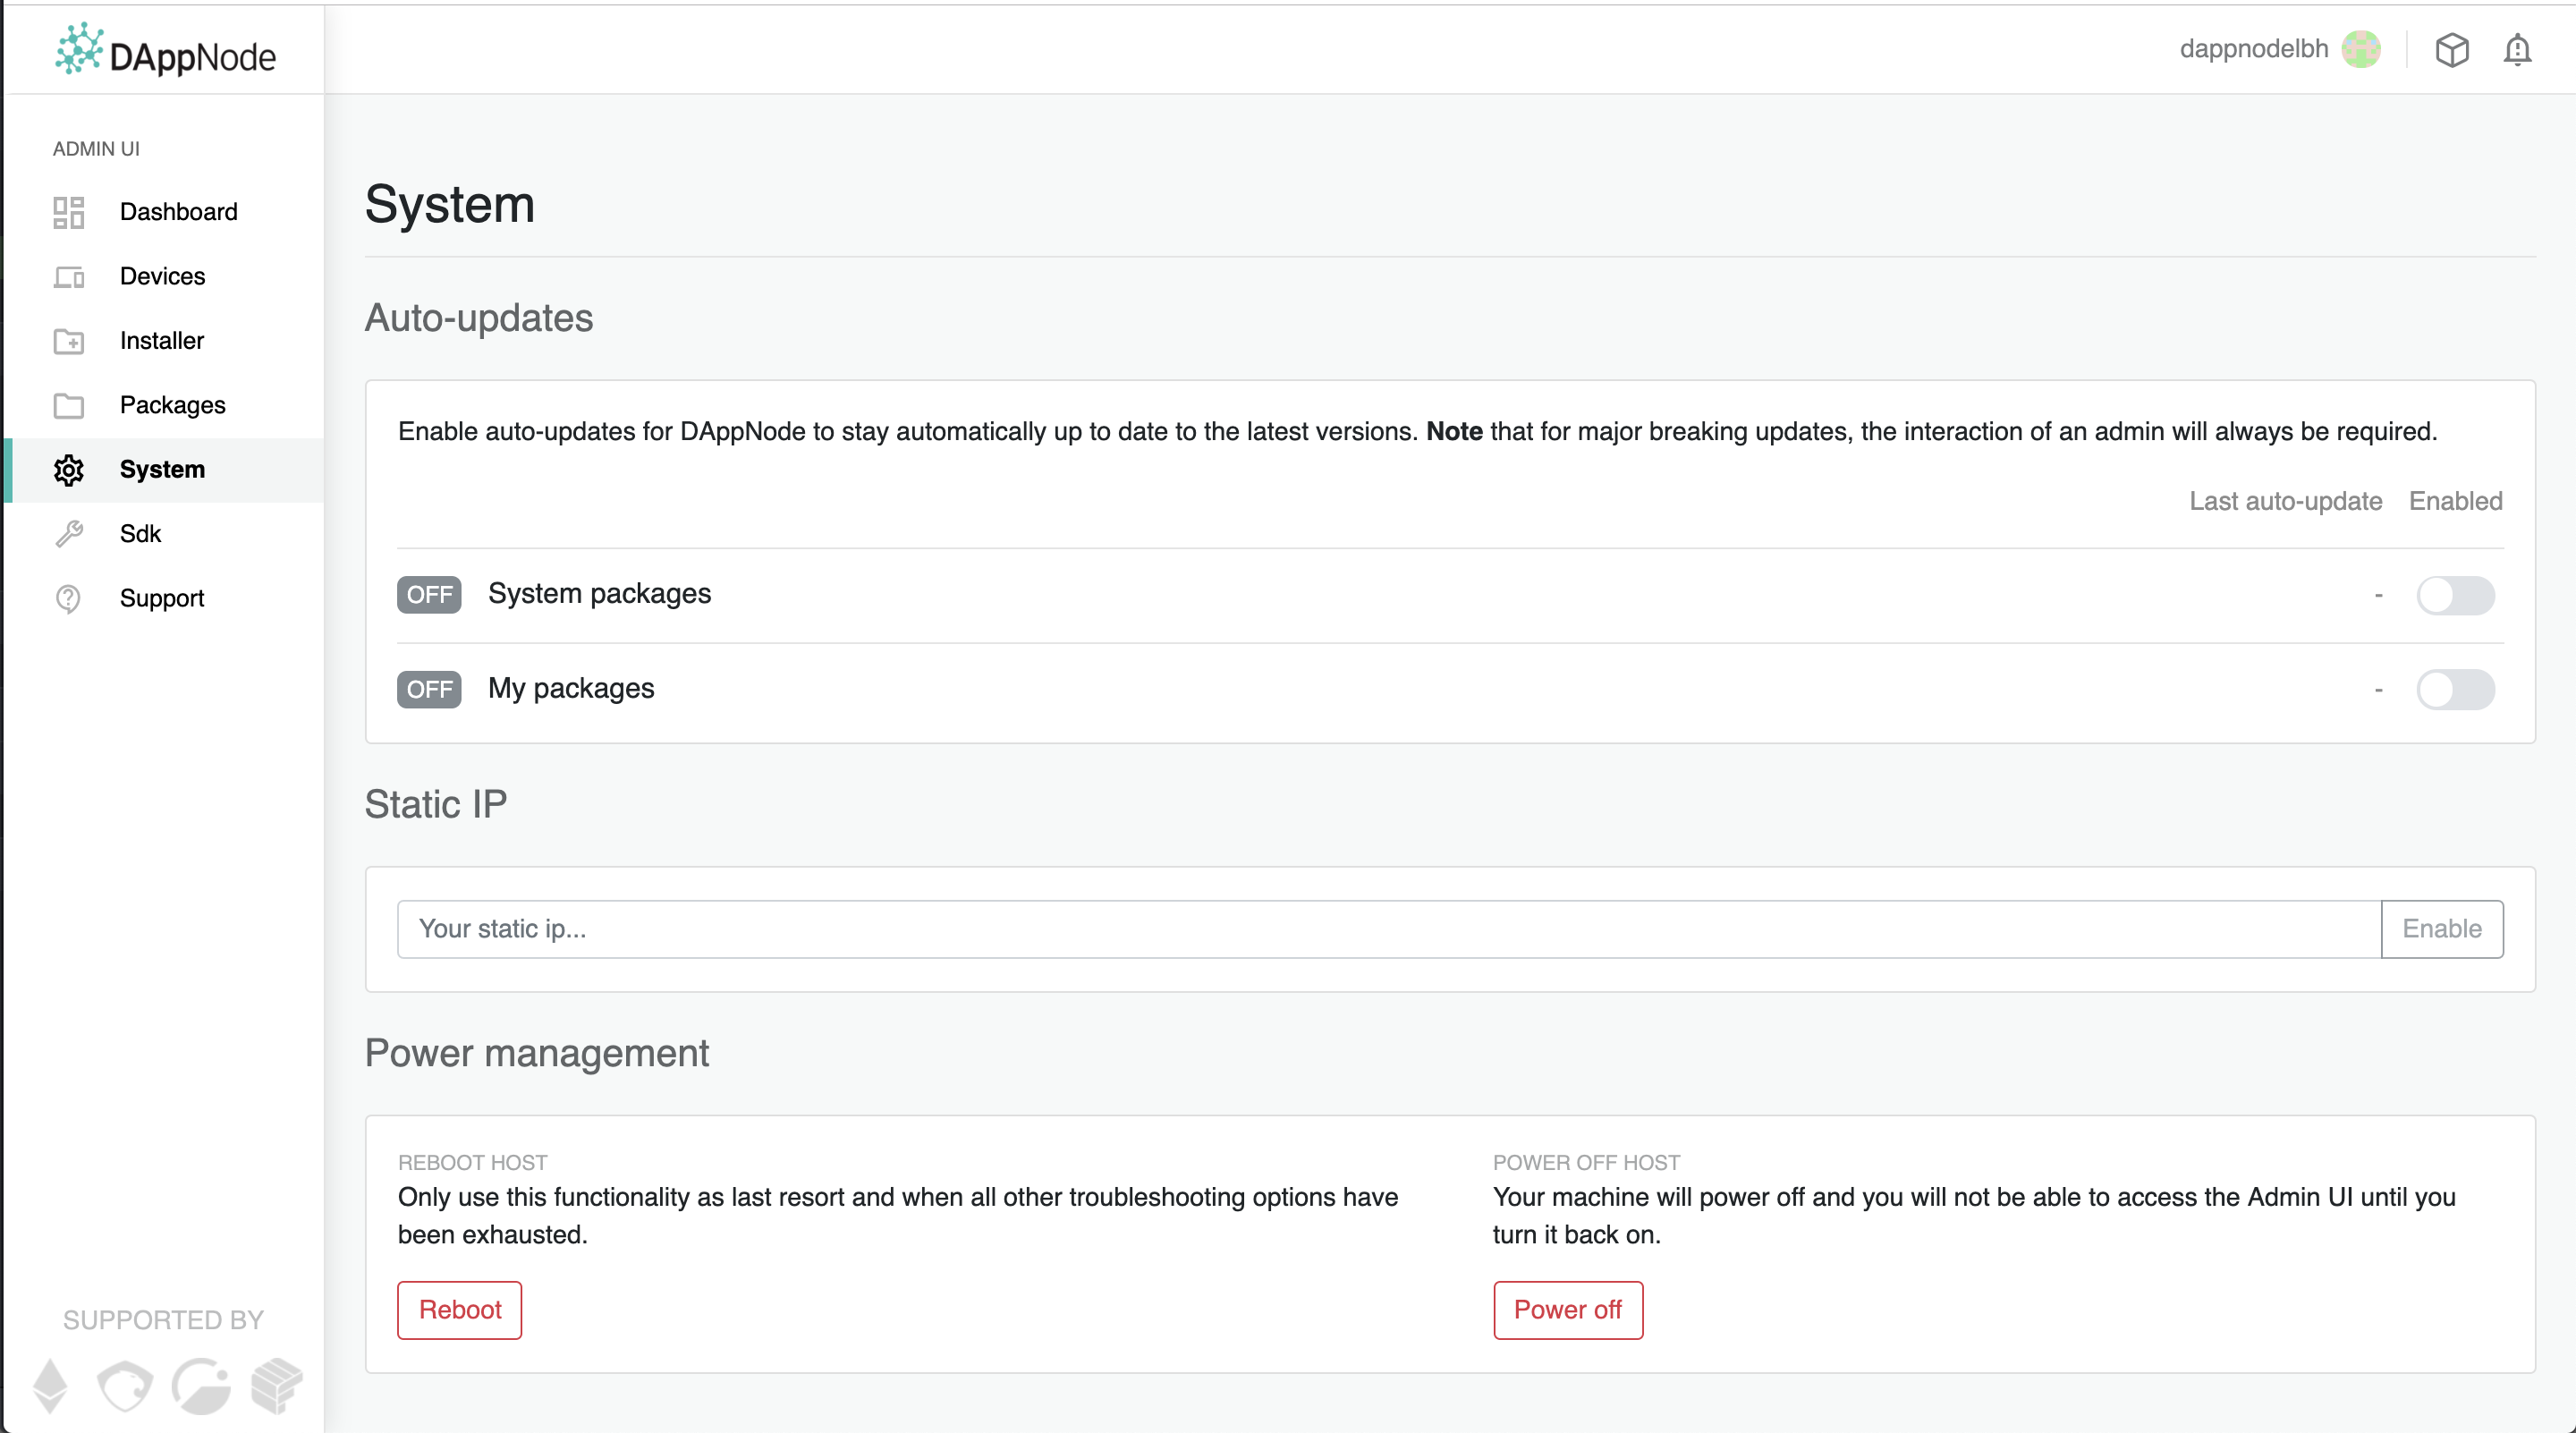 DAppNode
dappnodelbh
ADMIN UI
Dashboard
Devices
Installer
Packages
System
Sdk
Support
SUPPORTED BY
System
Auto-updates
Enable auto-updates for DAppNode to stay automatically up to date to the latest versions. Note that for major breaking updates, the interaction of an admin will always be required.
Last auto-update Enabled
OFF System packages -
OFF My packages -
Static IP
Your static ip... Enable
Power management
REBOOT HOST
Only use this functionality as last resort and when all other troubleshooting options have
been exhausted.
Reboot
POWER OFF HOST
Your machine will power off and you will not be able to access the Admin UI until you
turn it back on.
Power off